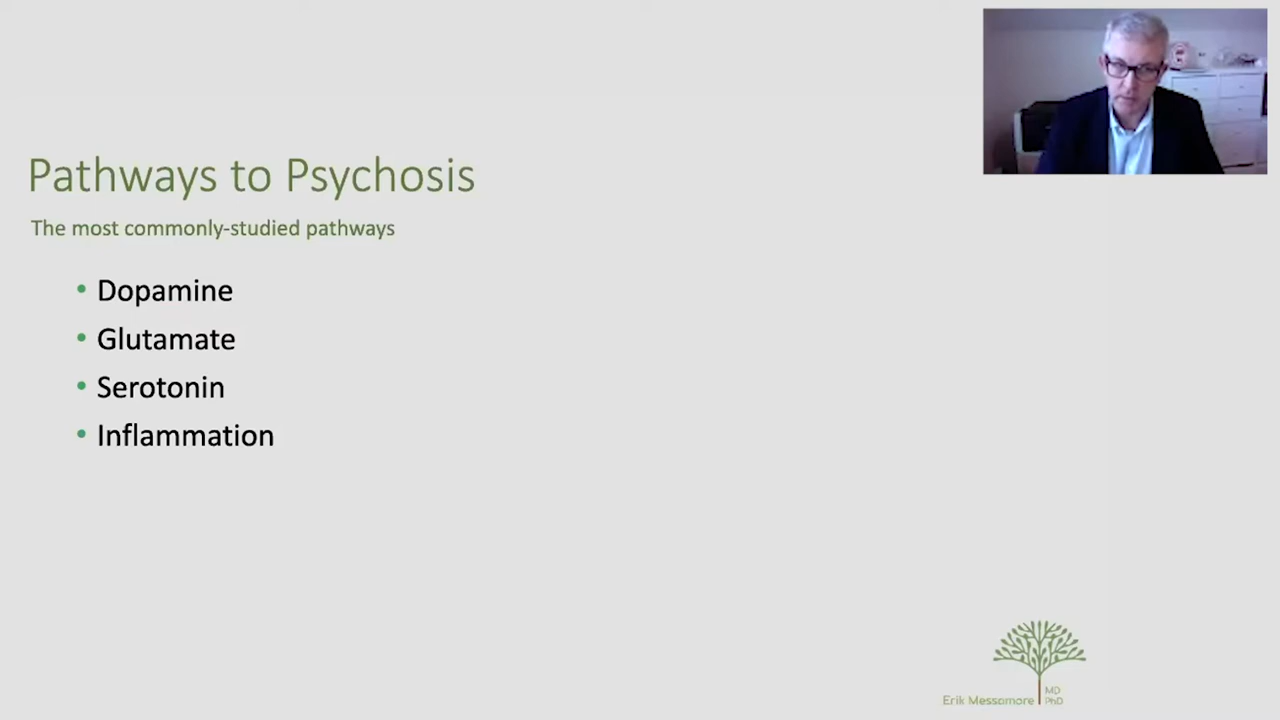 Pathways to Psychosis
The most commonly-studied pathways
• Dopamine
• Glutamate
• Serotonin
• Inflammation
Erik Messamore
MD
PhD